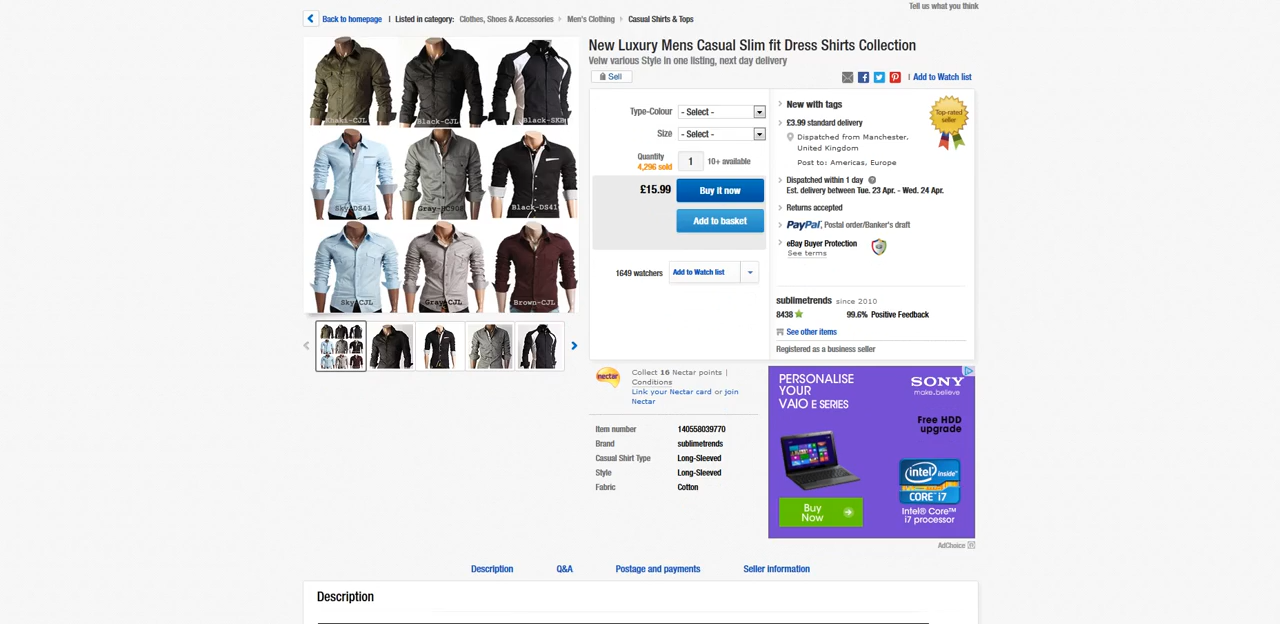 Tell us what you think
Back to homepage | Listed in category: Clothes, Shoes & Accessories Men's Clothing Casual Shirts & Tops
New Luxury Mens Casual Slim fit Dress Shirts Collection
Veiw various Style in one listing, next day delivery
Sell
| Add to Watch list
Khaki-CJL
Black-CJL
Black-SKB
Sky-DS41
Black-DS41
Sky-CJL
Gray-CJL
Brown-CJL
Type-Colour - Select -
Size - Select -
Quantity 1 10+ available
4,296 sold
£15.99 Buy it now
Add to basket
1649 watchers Add to Watch list
New with tags
£3.99 standard delivery
Dispatched from Manchester,
United Kingdom
Post to: Americas, Europe
Dispatched within 1 day ?
Est. delivery between Tue. 23 Apr. - Wed. 24 Apr.
Returns accepted
PayPal, Postal order/Banker's draft
eBay Buyer Protection
See terms
Top-rated
seller
sublimetrends since 2010
8438 99.6% Positive Feedback
See other items
Registered as a business seller
nectar
Collect 16 Nectar points |
Conditions
Link your Nectar card or join
Nectar
Item number 140558039770
Brand sublimetrends
Casual Shirt Type Long-Sleeved
Style Long-Sleeved
Fabric Cotton
PERSONALISE
YOUR
VAIO E SERIES
SONY
make.believe
Free HDD
upgrade
intel inside™
CORE i7
Buy
Now
Intel® Core™
i7 processor
AdChoice
Description Q&A Postage and payments Seller information
Description